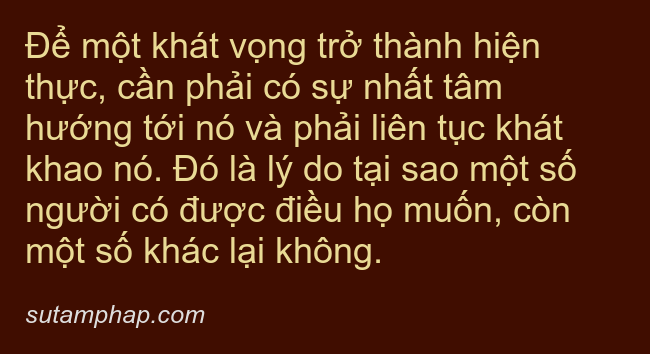 Để một khát vọng trở thành hiện
thực, cần phải có sự nhất tâm
hướng tới nó và phải liên tục khát
khao nó. Đó là lý do tại sao một số
người có được điều họ muốn, còn
một số khác lại không.
sutamphap.com